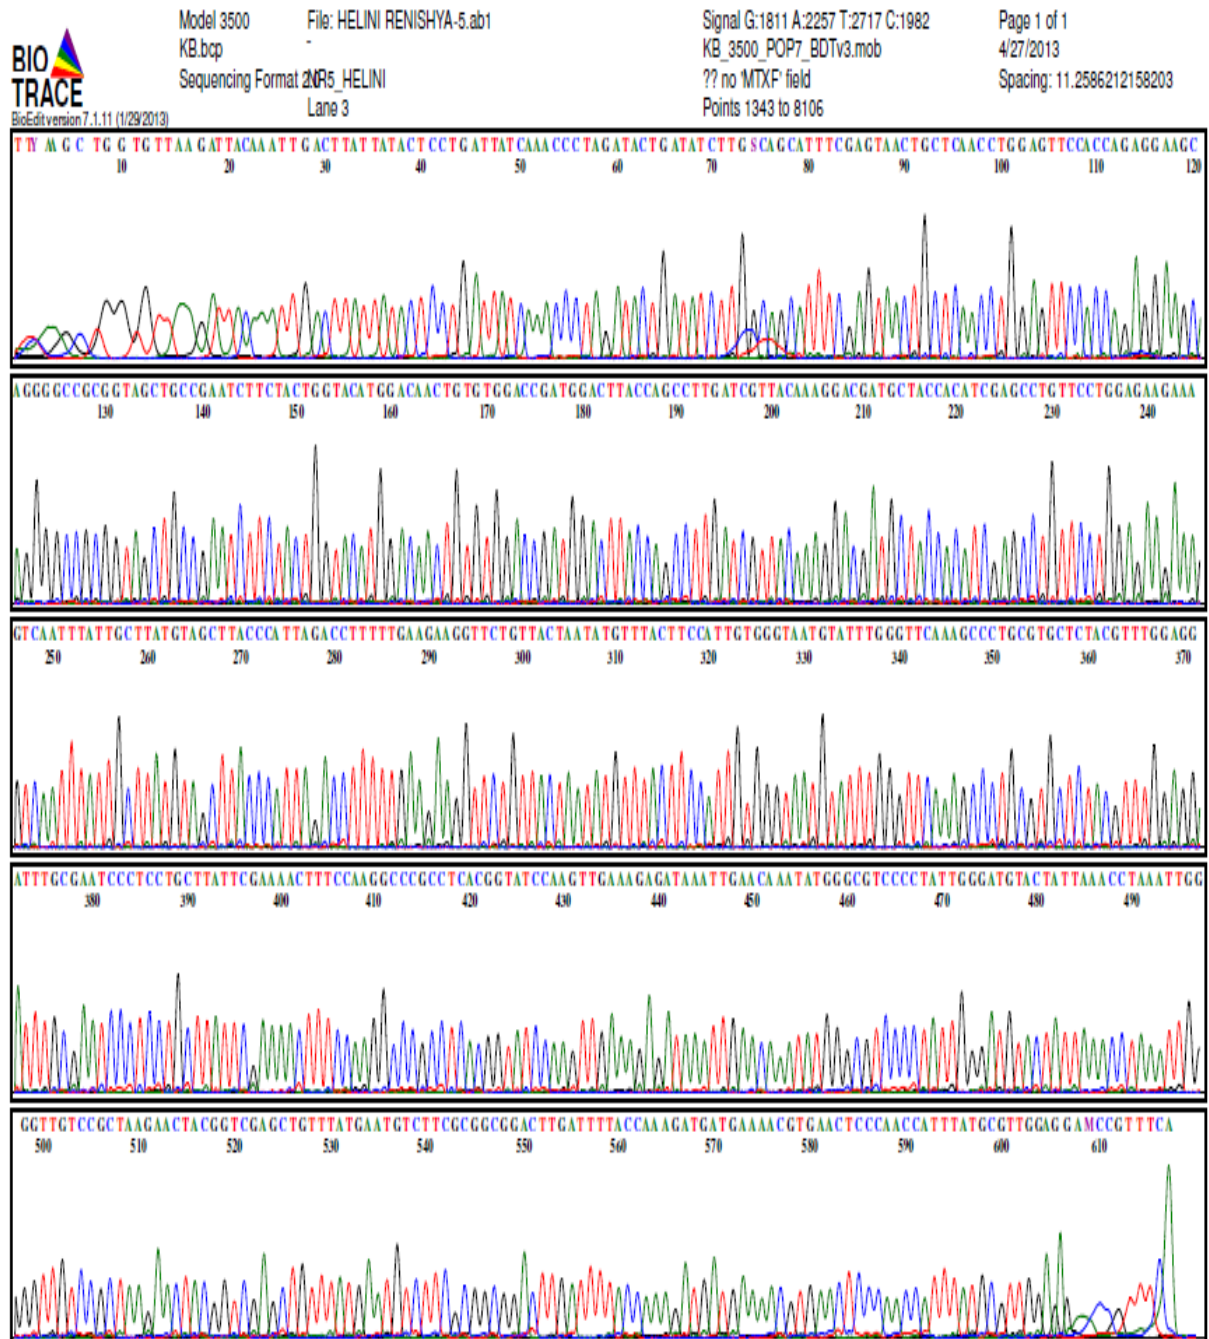 Model 3500 File: HELINI RENISHYA-5.ab1 Signal G:1811 A:2257 T:2717 C:1982 Page 1 of 1
KB.bcp - KB_3500_POP7_BDTv3.mob 4/27/2013
Sequencing Format NR5_HELINI ?? no 'MTXF' field Spacing: 11.2586212158203
Lane 3 Points 1343 to 8106
BIO
TRACE
BioEdit version 7.1.11 (1/29/2013)
TTY AAGC TGG TGTTAAGATTACAAATTGACTTATTATACTCCTGATTATCAAACCCTAGATACTGATATCTTGSCAGCATTTCGAGTAACTGCTCAACCTGGAGTTCCACCAGAGGAAGC
10 20 30 40 50 60 70 80 90 100 110 120
AGGGGCCGCGGTAGCTGCCGAATCTTCTACTGGTACATGGACAACTGTGTGGACCGATGGACTTACCAGCCTTGATCGTTACAAAGGACGATGCTACCACATCGAGCCTGTTCCTGGAGAAGAAA
130 140 150 160 170 180 190 200 210 220 230 240
GTCAATTTATTGCTTATGTAGCTTACCCATTAGACCTTTTTGAAGAAGGTTCTGTTACTAATATGTTTACTTCCATTGTGGGTAATGTATTTGGGTTCAAAGCCCTGCGTGCTCTACGTTTGGAGG
250 260 270 280 290 300 310 320 330 340 350 360 370
ATTTGCGAATCCCTCCTGCTTATTCGAAAACTTTCCAAGGCCCGCCTCACGGTATCCAAGTTGAAAGAGATAAATTGAACAAATATGGGCGTCCCCTATTGGGATGTACTATTAAACCTAAATTGG
380 390 400 410 420 430 440 450 460 470 480 490
GGTTGTCCGCTAAGAACTACGGTCGAGCTGTTTATGAATGTCTTCGCGGCGGACTTGATTTTACCAAAGATGATGAAAACGTGAACTCCCAACCATTTATGCGTTGGAGGAMCCGTTTCA
500 510 520 530 540 550 560 570 580 590 600 610